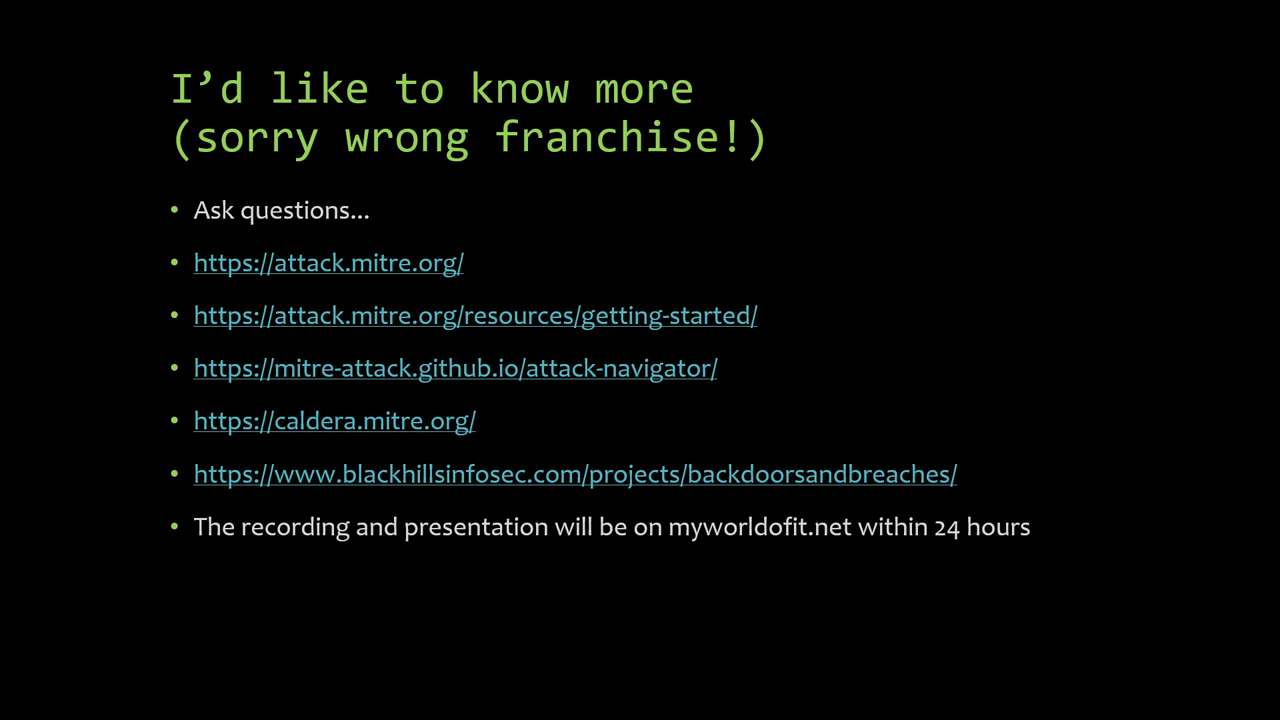 I’d like to know more
(sorry wrong franchise!)
• Ask questions...
• https://attack.mitre.org/
• https://attack.mitre.org/resources/getting-started/
• https://mitre-attack.github.io/attack-navigator/
• https://caldera.mitre.org/
• https://www.blackhillsinfosec.com/projects/backdoorsandbreaches/
• The recording and presentation will be on myworldofit.net within 24 hours